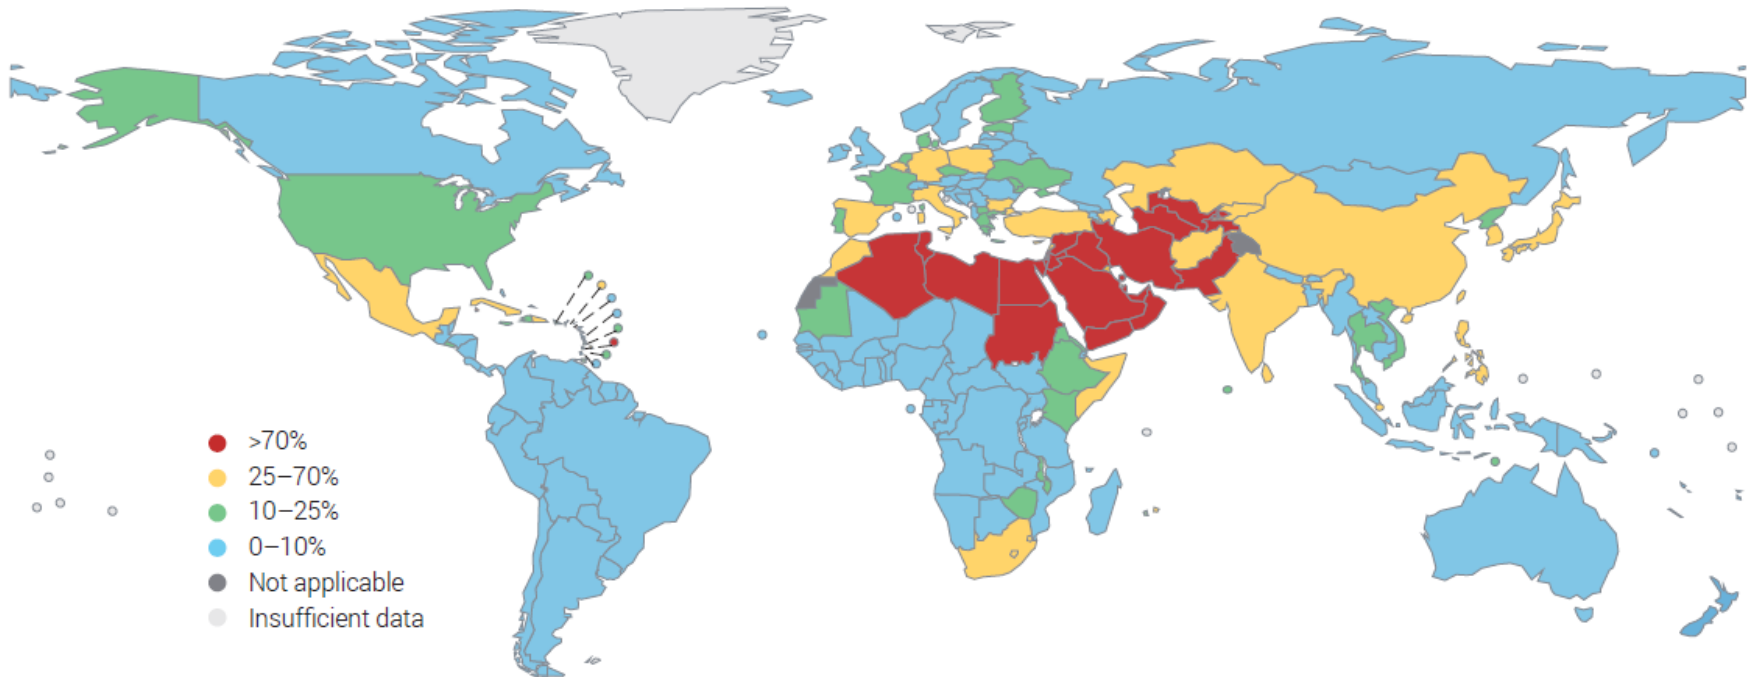 >70%
25–70%
10–25%
0–10%
Not applicable
Insufficient data